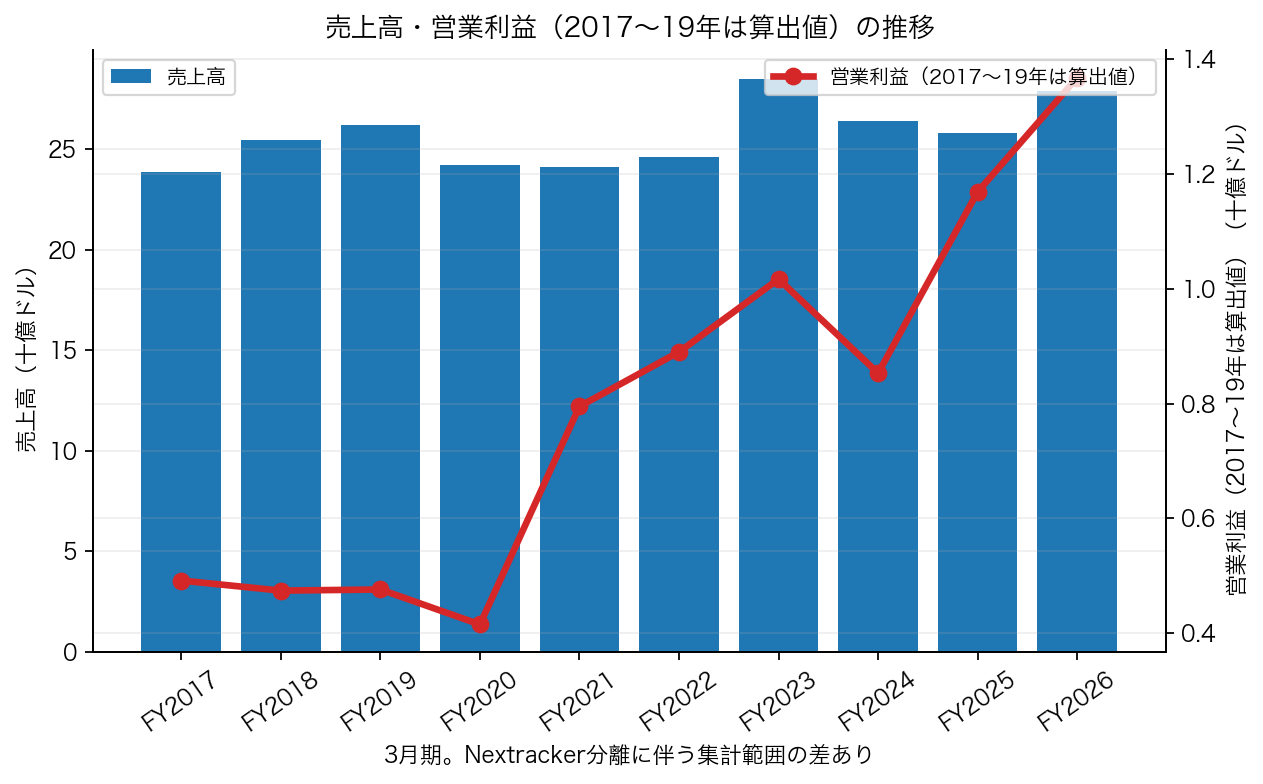 売上高・営業利益（2017〜19年は算出値）の推移
売上高
営業利益（2017〜19年は算出値）
売上高（十億ドル）
25
20
15
10
5
0
1.4
1.2
1.0
0.8
0.6
0.4
営業利益（2017〜19年は算出値）（十億ドル）
FY2017
FY2018
FY2019
FY2020
FY2021
FY2022
FY2023
FY2024
FY2025
FY2026
3月期。Nextracker分離に伴う集計範囲の差あり